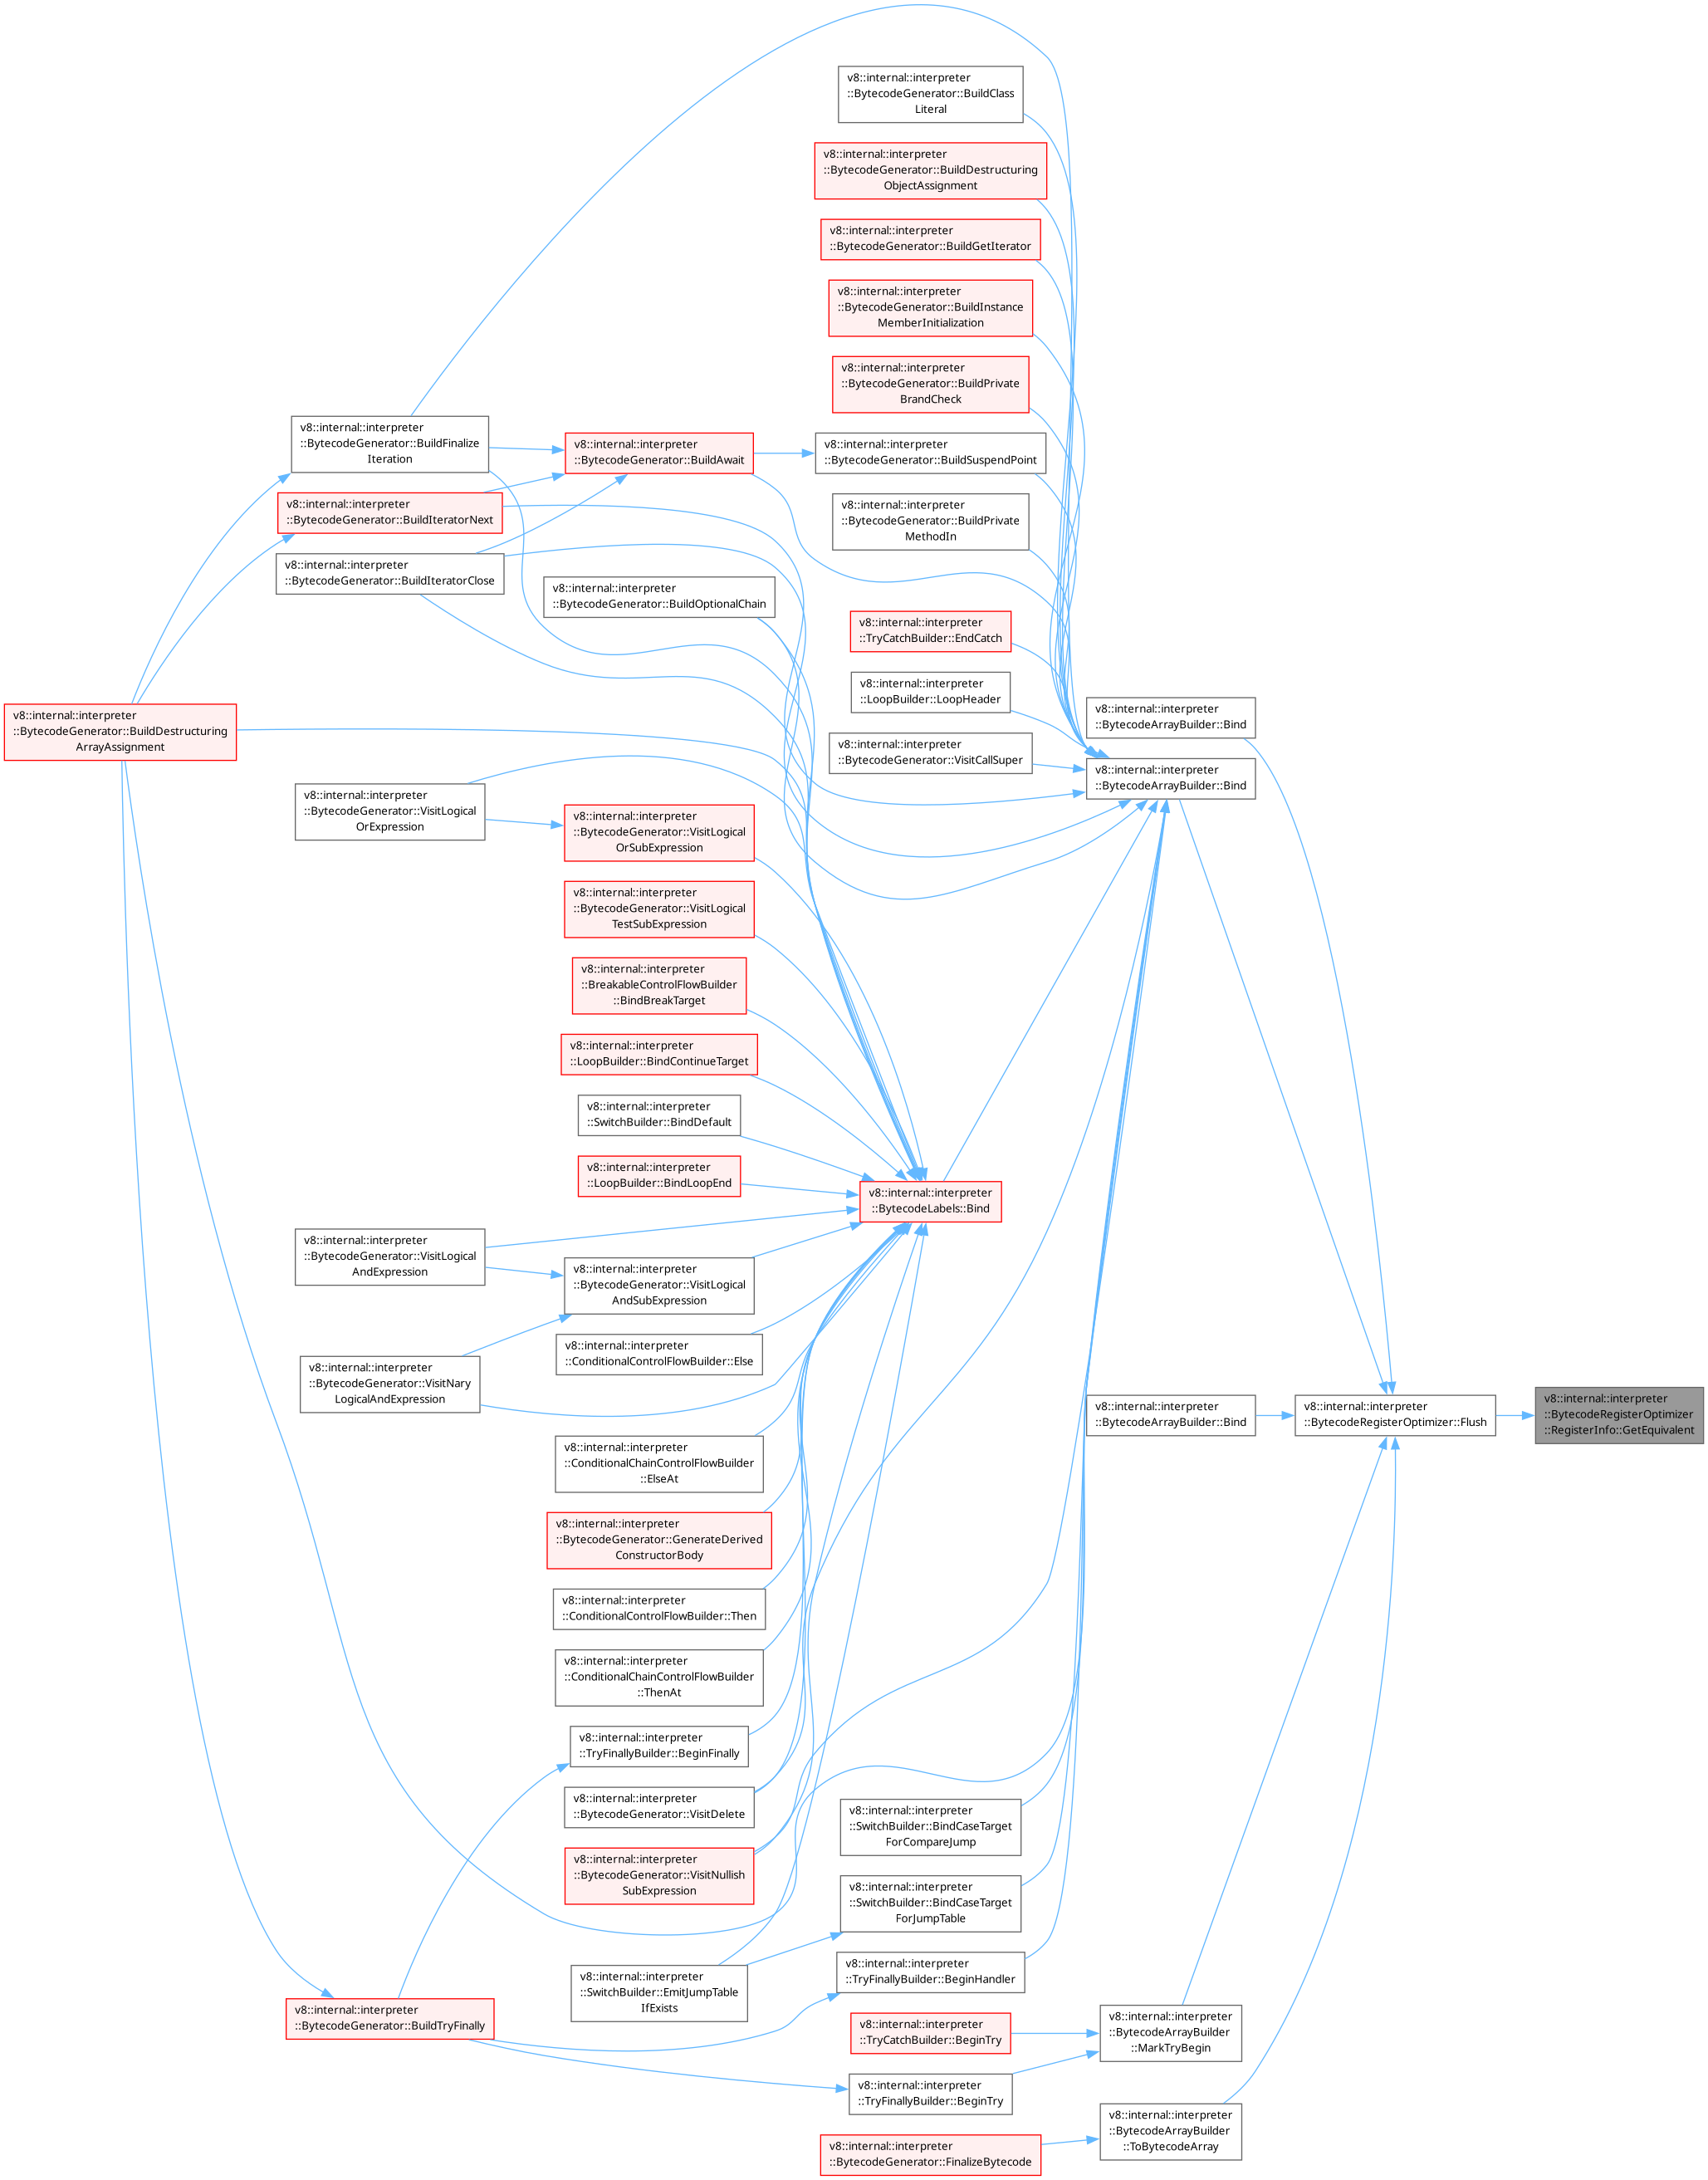 v8::internal::interpreter
::BytecodeGenerator::BuildClass
Literal
v8::internal::interpreter
::BytecodeGenerator::BuildDestructuring
ObjectAssignment
v8::internal::interpreter
::BytecodeGenerator::BuildGetIterator
v8::internal::interpreter
::BytecodeGenerator::BuildInstance
MemberInitialization
v8::internal::interpreter
::BytecodeGenerator::BuildPrivate
BrandCheck
v8::internal::interpreter
::BytecodeGenerator::BuildFinalize
Iteration
v8::internal::interpreter
::BytecodeGenerator::BuildAwait
v8::internal::interpreter
::BytecodeGenerator::BuildSuspendPoint
v8::internal::interpreter
::BytecodeGenerator::BuildIteratorNext
v8::internal::interpreter
::BytecodeGenerator::BuildPrivate
MethodIn
v8::internal::interpreter
::BytecodeGenerator::BuildIteratorClose
v8::internal::interpreter
::BytecodeGenerator::BuildOptionalChain
v8::internal::interpreter
::TryCatchBuilder::EndCatch
v8::internal::interpreter
::LoopBuilder::LoopHeader
v8::internal::interpreter
::BytecodeArrayBuilder::Bind
v8::internal::interpreter
::BytecodeGenerator::BuildDestructuring
ArrayAssignment
v8::internal::interpreter
::BytecodeGenerator::VisitCallSuper
v8::internal::interpreter
::BytecodeArrayBuilder::Bind
v8::internal::interpreter
::BytecodeGenerator::VisitLogical
OrExpression
v8::internal::interpreter
::BytecodeGenerator::VisitLogical
OrSubExpression
v8::internal::interpreter
::BytecodeGenerator::VisitLogical
TestSubExpression
v8::internal::interpreter
::BreakableControlFlowBuilder
::BindBreakTarget
v8::internal::interpreter
::LoopBuilder::BindContinueTarget
v8::internal::interpreter
::SwitchBuilder::BindDefault
v8::internal::interpreter
::LoopBuilder::BindLoopEnd
v8::internal::interpreter
::BytecodeLabels::Bind
v8::internal::interpreter
::BytecodeGenerator::VisitLogical
AndExpression
v8::internal::interpreter
::BytecodeGenerator::VisitLogical
AndSubExpression
v8::internal::interpreter
::ConditionalControlFlowBuilder::Else
v8::internal::interpreter
::BytecodeGenerator::VisitNary
LogicalAndExpression
v8::internal::interpreter
::BytecodeArrayBuilder::Bind
v8::internal::interpreter
::BytecodeRegisterOptimizer::Flush
v8::internal::interpreter
::BytecodeRegisterOptimizer
::RegisterInfo::GetEquivalent
v8::internal::interpreter
::ConditionalChainControlFlowBuilder
::ElseAt
v8::internal::interpreter
::BytecodeGenerator::GenerateDerived
ConstructorBody
v8::internal::interpreter
::ConditionalControlFlowBuilder::Then
v8::internal::interpreter
::ConditionalChainControlFlowBuilder
::ThenAt
v8::internal::interpreter
::TryFinallyBuilder::BeginFinally
v8::internal::interpreter
::BytecodeGenerator::VisitDelete
v8::internal::interpreter
::SwitchBuilder::BindCaseTarget
ForCompareJump
v8::internal::interpreter
::BytecodeGenerator::VisitNullish
SubExpression
v8::internal::interpreter
::SwitchBuilder::BindCaseTarget
ForJumpTable
v8::internal::interpreter
::TryFinallyBuilder::BeginHandler
v8::internal::interpreter
::SwitchBuilder::EmitJumpTable
IfExists
v8::internal::interpreter
::BytecodeGenerator::BuildTryFinally
v8::internal::interpreter
::TryCatchBuilder::BeginTry
v8::internal::interpreter
::BytecodeArrayBuilder
::MarkTryBegin
v8::internal::interpreter
::TryFinallyBuilder::BeginTry
v8::internal::interpreter
::BytecodeArrayBuilder
::ToBytecodeArray
v8::internal::interpreter
::BytecodeGenerator::FinalizeBytecode